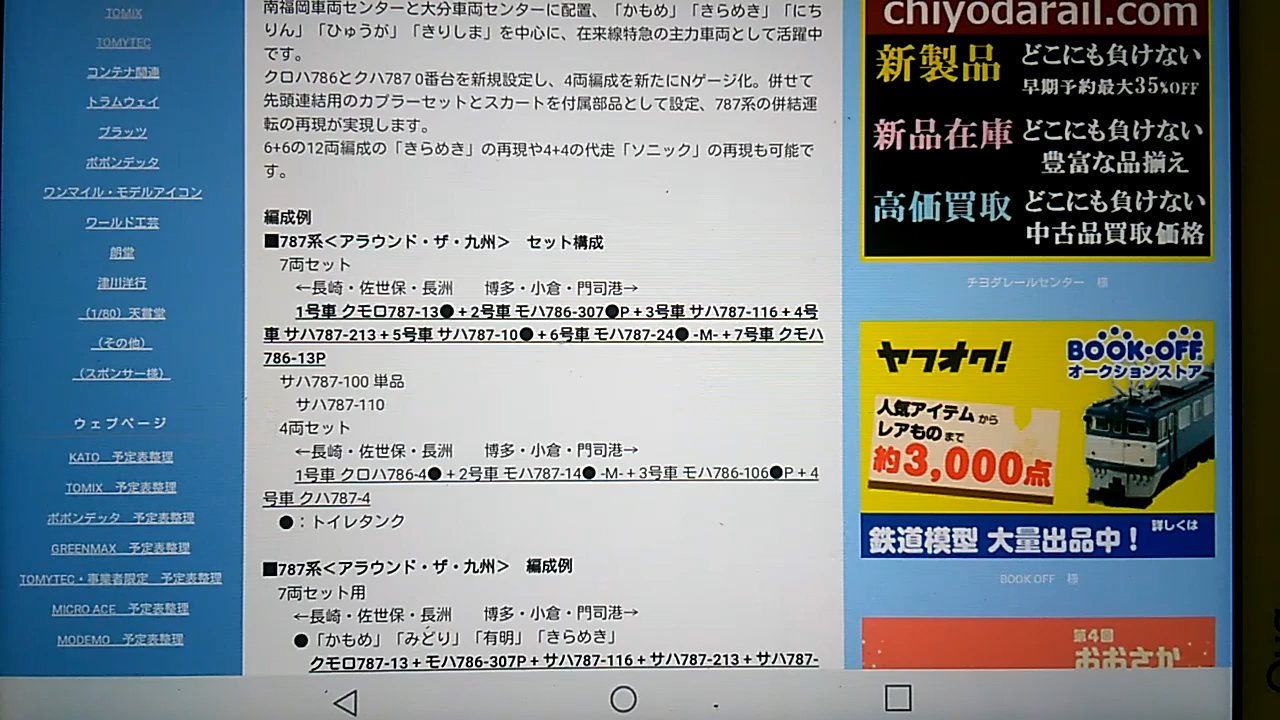 TOMIX
TOMYTEC
コンテナ関連
トラムウェイ
プラッツ
ポポンデッタ
ワンマイル・モデルアイコン
ワールド工芸
朗堂
津川洋行
（1/80）天賞堂
（その他）
（スポンサー様）
ウェブページ
KATO　予定表整理
TOMIX　予定表整理
ポポンデッタ　予定表整理
GREENMAX　予定表整理
TOMYTEC・事業者限定　予定表整理
MICRO ACE　予定表整理
MODEMO　予定表整理
南福岡車両センターと大分車両センターに配置、「かもめ」「きらめき」「にち
りん」「ひゅうが」「きりしま」を中心に、在来線特急の主力車両として活躍中
です。
クロハ786とクハ787 0番台を新規設定し、4両編成を新たにNゲージ化。併せて
先頭連結用のカプラーセットとスカートを付属部品として設定、787系の併結運
転の再現が実現します。
6+6の12両編成の「きらめき」の再現や4+4の代走「ソニック」の再現も可能で
す。
編成例
■787系＜アラウンド・ザ・九州＞　セット構成
7両セット
←長崎・佐世保・長洲　　博多・小倉・門司港→
1号車 クモロ787-13●＋2号車 モハ786-307●P＋3号車 サハ787-116＋4号
車 サハ787-213＋5号車 サハ787-10●＋6号車 モハ787-24● -M-＋7号車 クモハ
786-13P
サハ787-100 単品
サハ787-110
4両セット
←長崎・佐世保・長洲　　博多・小倉・門司港→
1号車 クロハ786-4●＋2号車 モハ787-14● -M-＋3号車 モハ786-106●P＋4
号車 クハ787-4
●：トイレタンク
■787系＜アラウンド・ザ・九州＞　編成例
7両セット用
←長崎・佐世保・長洲　　博多・小倉・門司港→
●「かもめ」「みどり」「有明」「きらめき」
クモロ787-13＋モハ786-307P＋サハ787-116＋サハ787-213＋サハ787-
chiyodarail.com
新製品 どこにも負けない
早期予約最大35%OFF
新品在庫 どこにも負けない
豊富な品揃え
高価買取 どこにも負けない
中古品買取価格
チヨダレールセンター　様
ヤフオク!
BOOK・OFF
オークションストア
人気アイテムから
レアものまで
約3,000点
鉄道模型 大量出品中！
詳しくは
BOOK OFF　様
第4回
おおさか